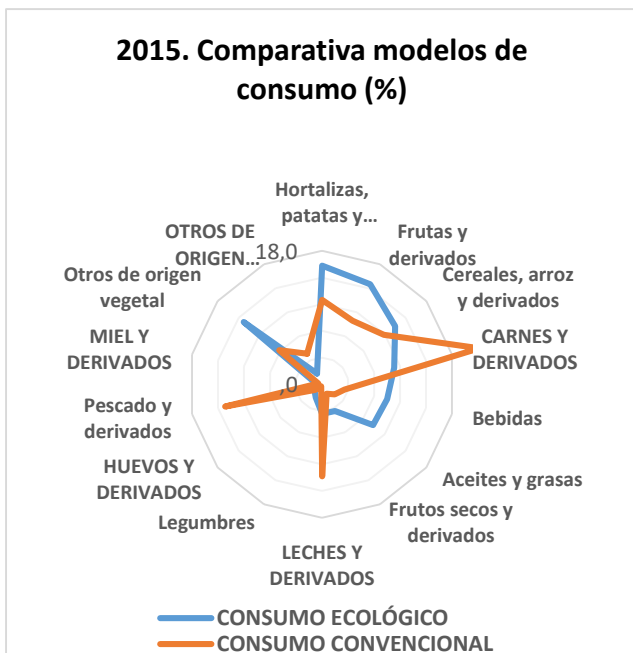 2015. Comparativa modelos de
consumo (%)
Hortalizas,
patatas y…
Frutas y
derivados
Cereales, arroz
y derivados
CARNES Y
DERIVADOS
Bebidas
Aceites y grasas
Frutos secos y
derivados
LECHES Y
DERIVADOS
Legumbres
HUEVOS Y
DERIVADOS
Pescado y
derivados
MIEL Y
DERIVADOS
Otros de origen
vegetal
OTROS DE
ORIGEN…
18,0
,0
CONSUMO ECOLÓGICO
CONSUMO CONVENCIONAL